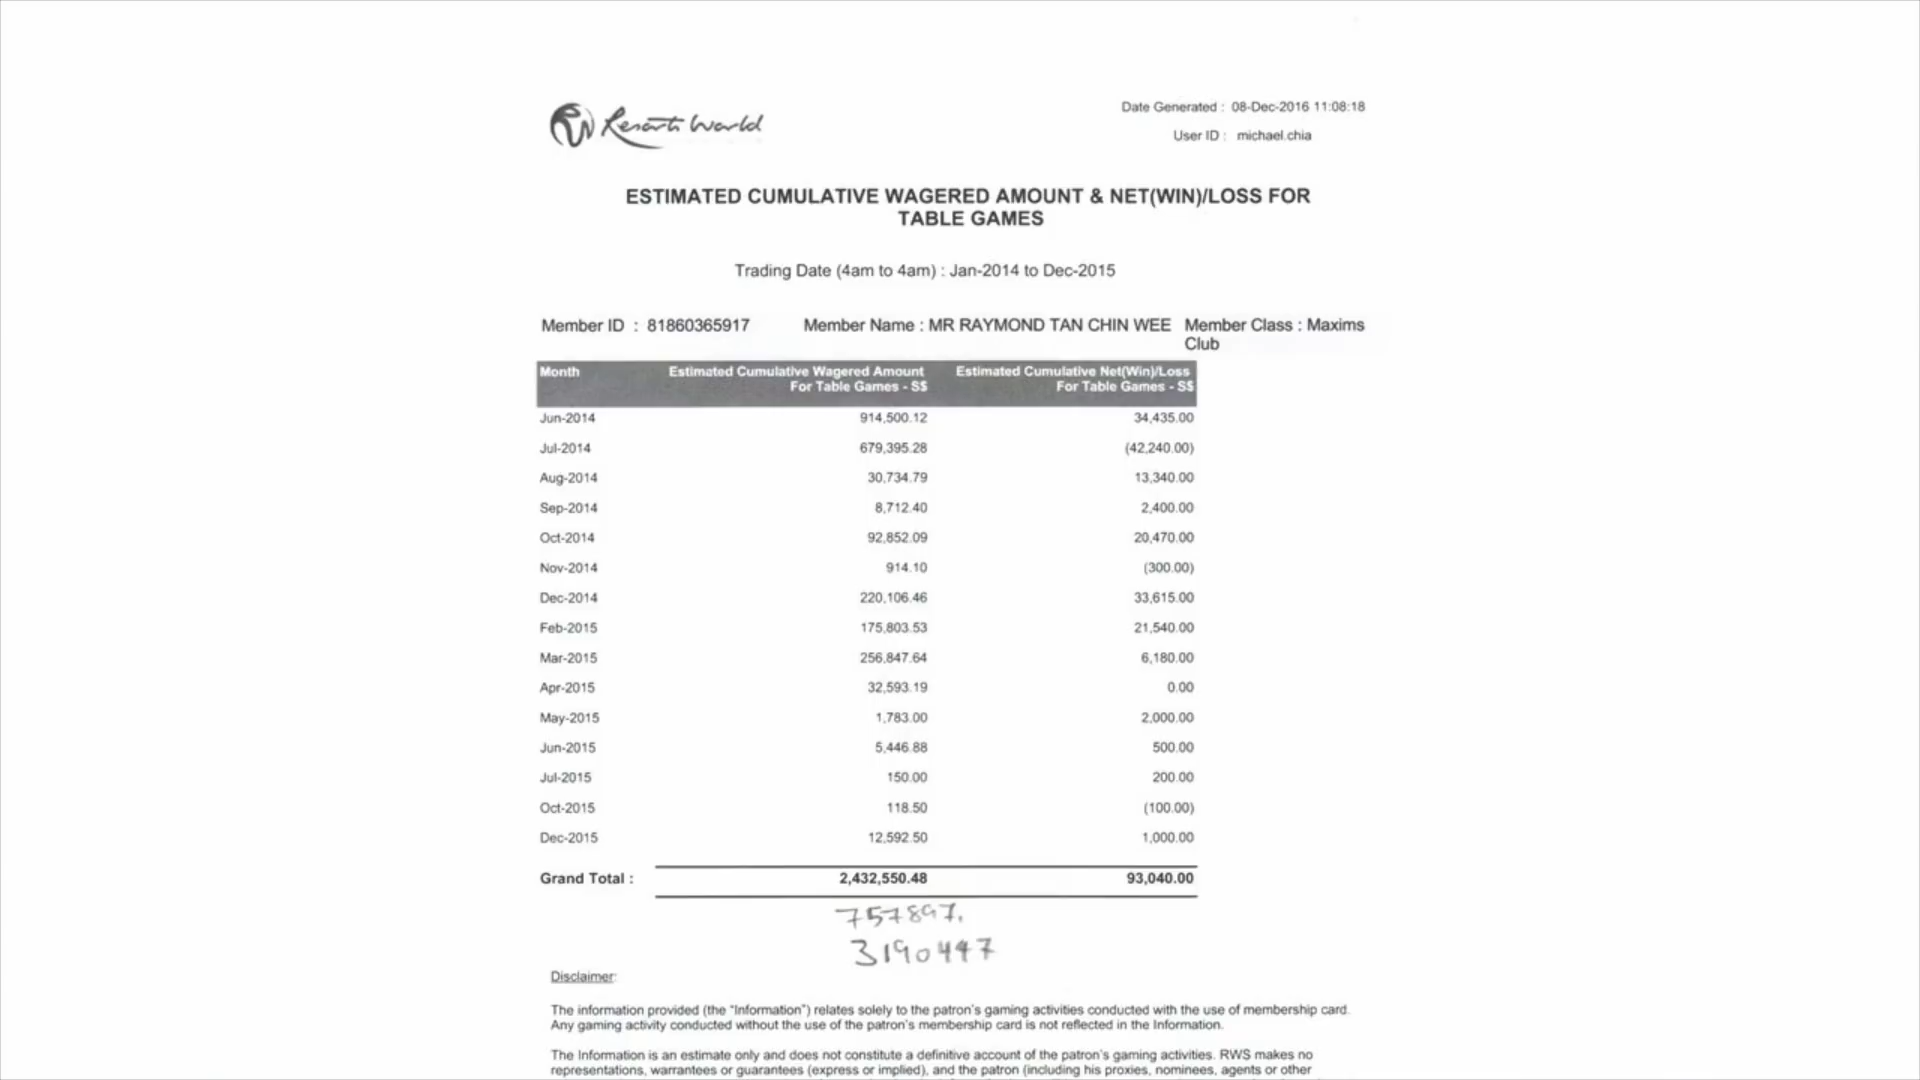 Resorts World
Date Generated : 08-Dec-2016 11:08:18
User ID : michael.chia
ESTIMATED CUMULATIVE WAGERED AMOUNT & NET(WIN)/LOSS FOR
TABLE GAMES
Trading Date (4am to 4am) : Jan-2014 to Dec-2015
Member ID : 81860365917 Member Name : MR RAYMOND TAN CHIN WEE Member Class : Maxims
Club
Month Estimated Cumulative Wagered Amount Estimated Cumulative Net(Win)/Loss
For Table Games - S$ For Table Games - S$
Jun-2014 914,500.12 34,435.00
Jul-2014 679,395.28 (42,240.00)
Aug-2014 30,734.79 13,340.00
Sep-2014 8,712.40 2,400.00
Oct-2014 92,852.09 20,470.00
Nov-2014 914.10 (300.00)
Dec-2014 220,106.46 33,615.00
Feb-2015 175,803.53 21,540.00
Mar-2015 256,847.64 6,180.00
Apr-2015 32,593.19 0.00
May-2015 1,783.00 2,000.00
Jun-2015 5,446.88 500.00
Jul-2015 150.00 200.00
Oct-2015 118.50 (100.00)
Dec-2015 12,592.50 1,000.00
Grand Total : 2,432,550.48 93,040.00
757897.
3190447
Disclaimer:
The information provided (the “Information”) relates solely to the patron's gaming activities conducted with the use of membership card.
Any gaming activity conducted without the use of the patron's membership card is not reflected in the Information.
The Information is an estimate only and does not constitute a definitive account of the patron's gaming activities. RWS makes no
representations, warrantees or guarantees (express or implied), and the patron (including his proxies, nominees, agents or other